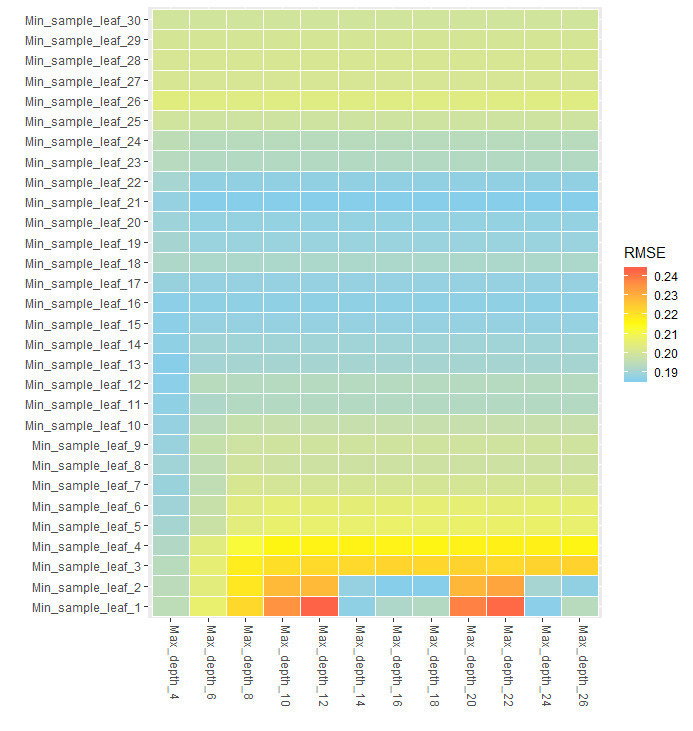 Min_sample_leaf_30
Min_sample_leaf_29
Min_sample_leaf_28
Min_sample_leaf_27
Min_sample_leaf_26
Min_sample_leaf_25
Min_sample_leaf_24
Min_sample_leaf_23
Min_sample_leaf_22
Min_sample_leaf_21
Min_sample_leaf_20
Min_sample_leaf_19
Min_sample_leaf_18
Min_sample_leaf_17
Min_sample_leaf_16
Min_sample_leaf_15
Min_sample_leaf_14
Min_sample_leaf_13
Min_sample_leaf_12
Min_sample_leaf_11
Min_sample_leaf_10
Min_sample_leaf_9
Min_sample_leaf_8
Min_sample_leaf_7
Min_sample_leaf_6
Min_sample_leaf_5
Min_sample_leaf_4
Min_sample_leaf_3
Min_sample_leaf_2
Min_sample_leaf_1
Max_depth_4
Max_depth_6
Max_depth_8
Max_depth_10
Max_depth_12
Max_depth_14
Max_depth_16
Max_depth_18
Max_depth_20
Max_depth_22
Max_depth_24
Max_depth_26
RMSE
0.24
0.23
0.22
0.21
0.20
0.19